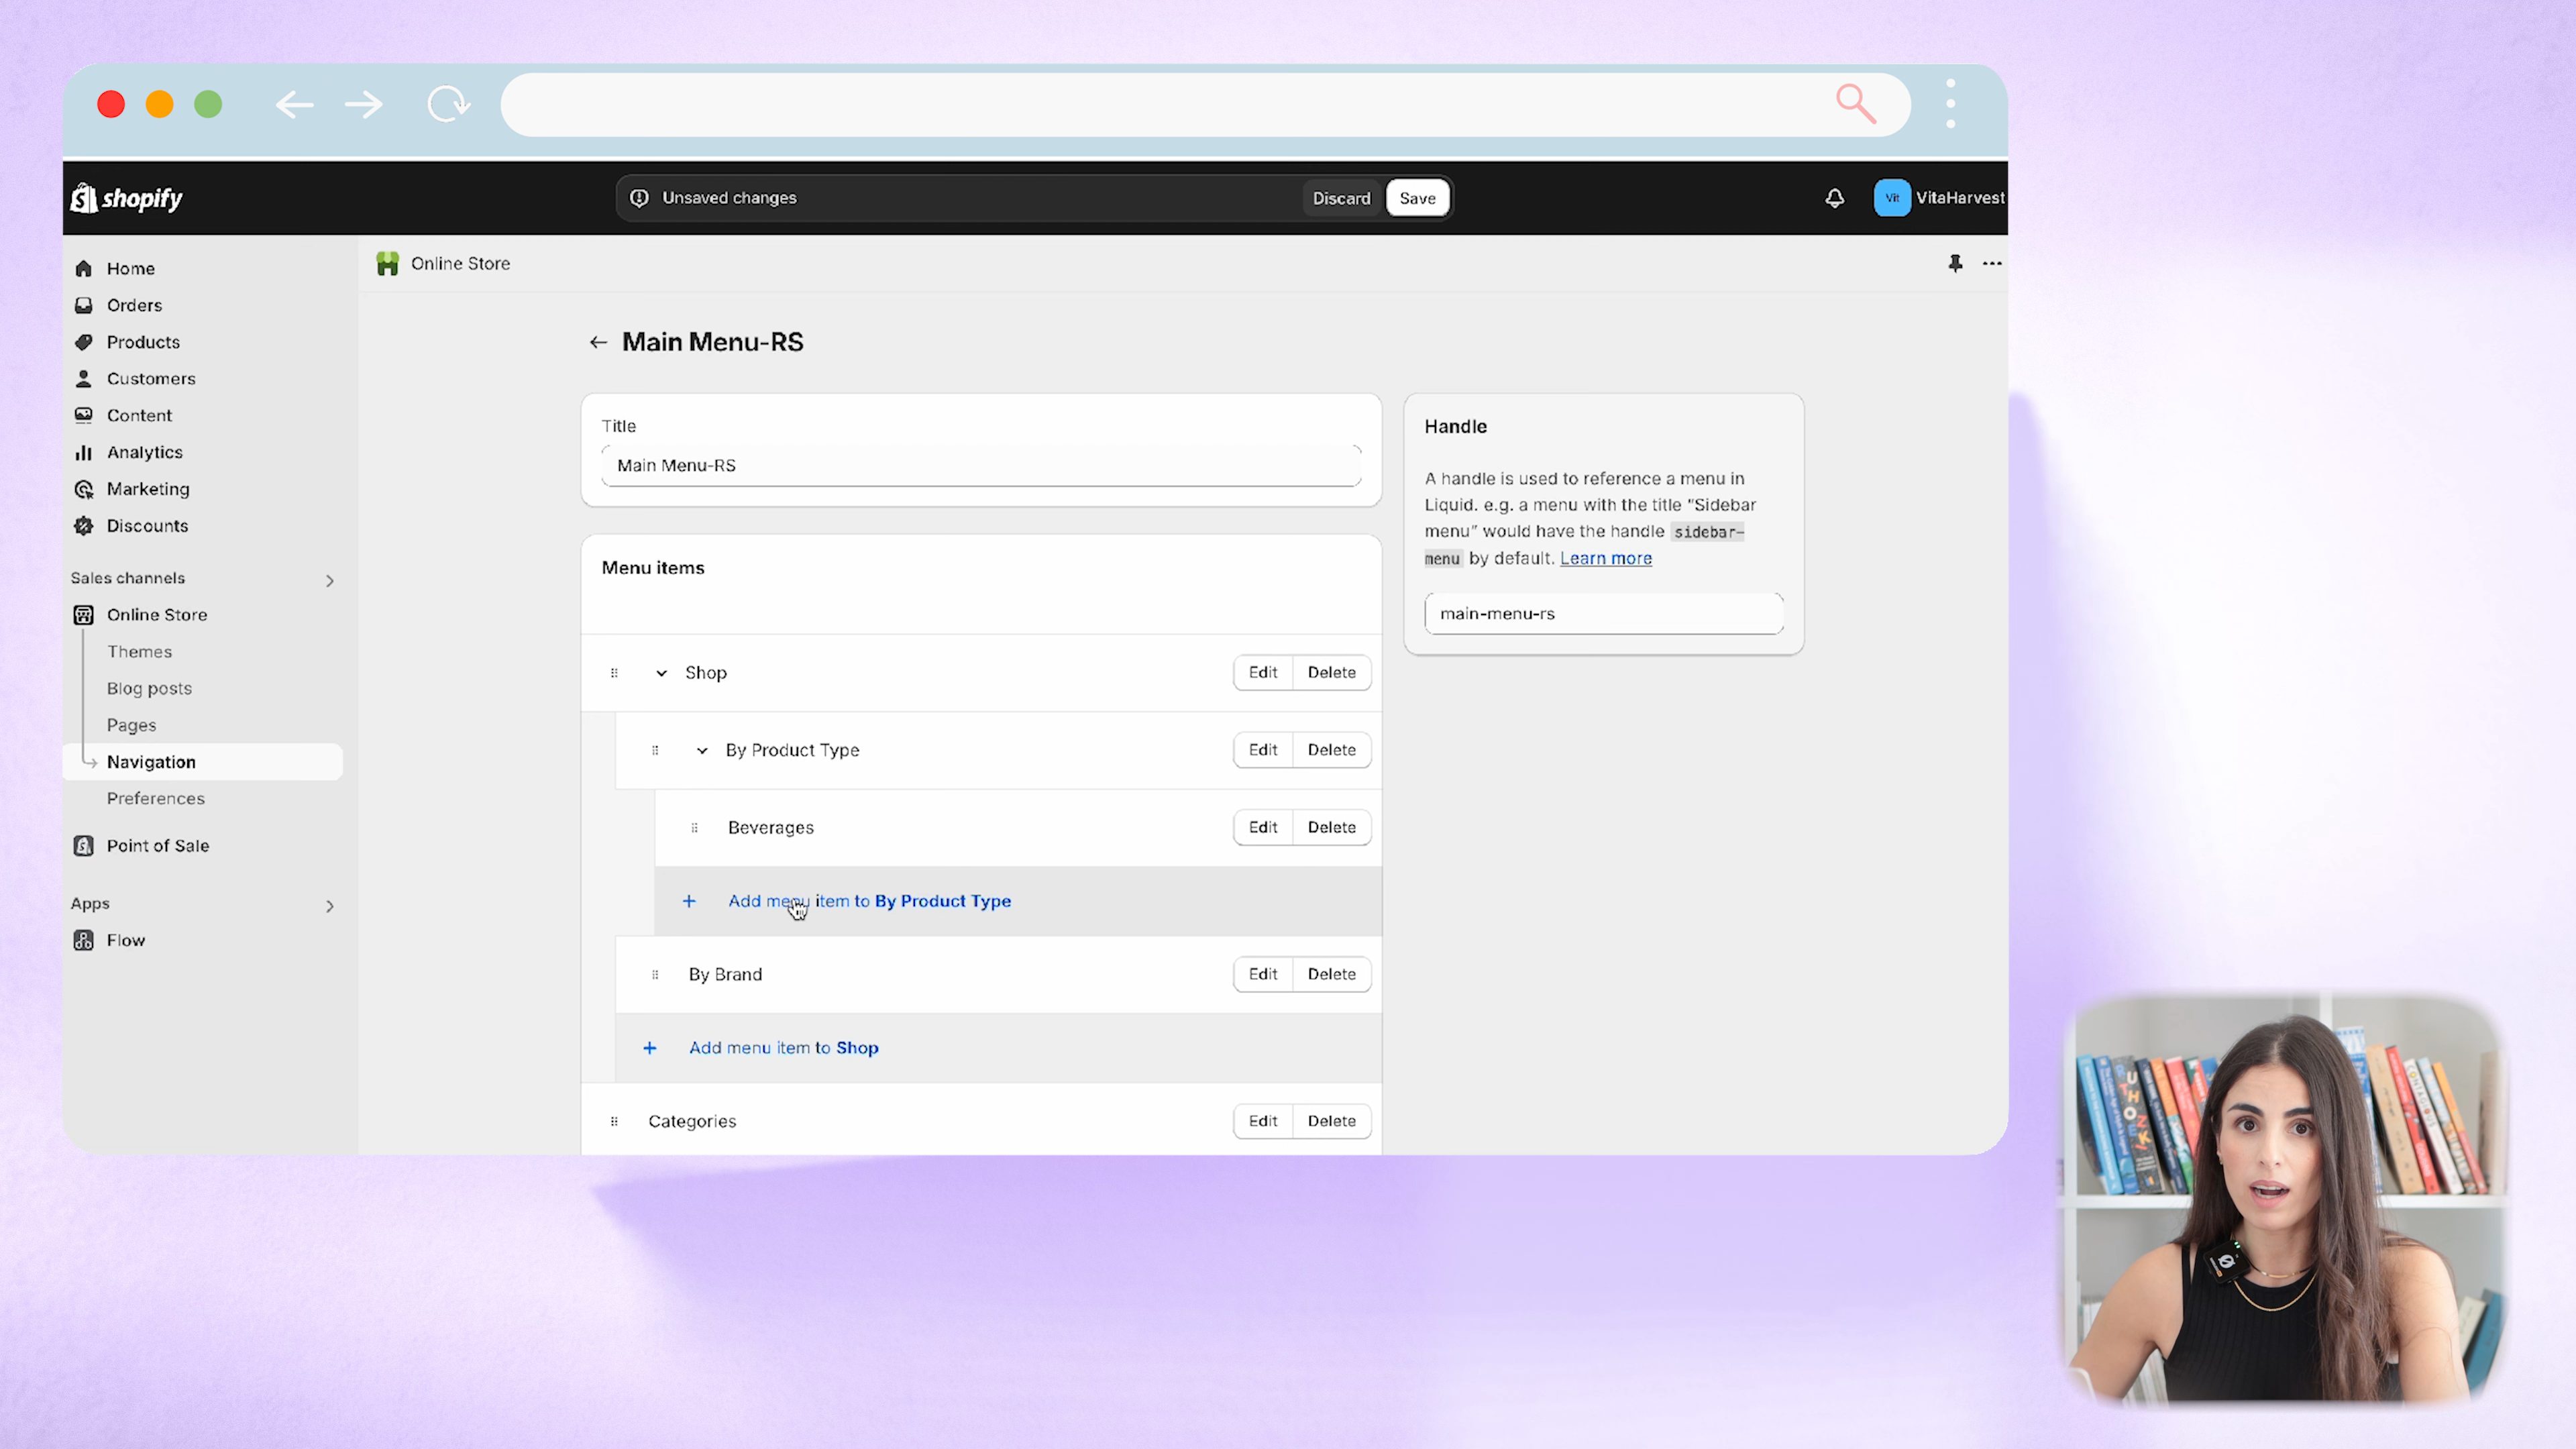 shopify
Unsaved changes
Discard
Save
Vit
VitaHarvest
Home
Orders
Products
Customers
Content
Analytics
Marketing
Discounts
Sales channels
Online Store
Themes
Blog posts
Pages
Navigation
Preferences
Point of Sale
Apps
Flow
Online Store
Main Menu-RS
Title
Main Menu-RS
Menu items
Shop
Edit
Delete
By Product Type
Edit
Delete
Beverages
Edit
Delete
Add menu item to By Product Type
By Brand
Edit
Delete
Add menu item to Shop
Categories
Edit
Delete
Handle
A handle is used to reference a menu in
Liquid. e.g. a menu with the title "Sidebar
menu" would have the handle sidebar-
menu by default. Learn more
main-menu-rs